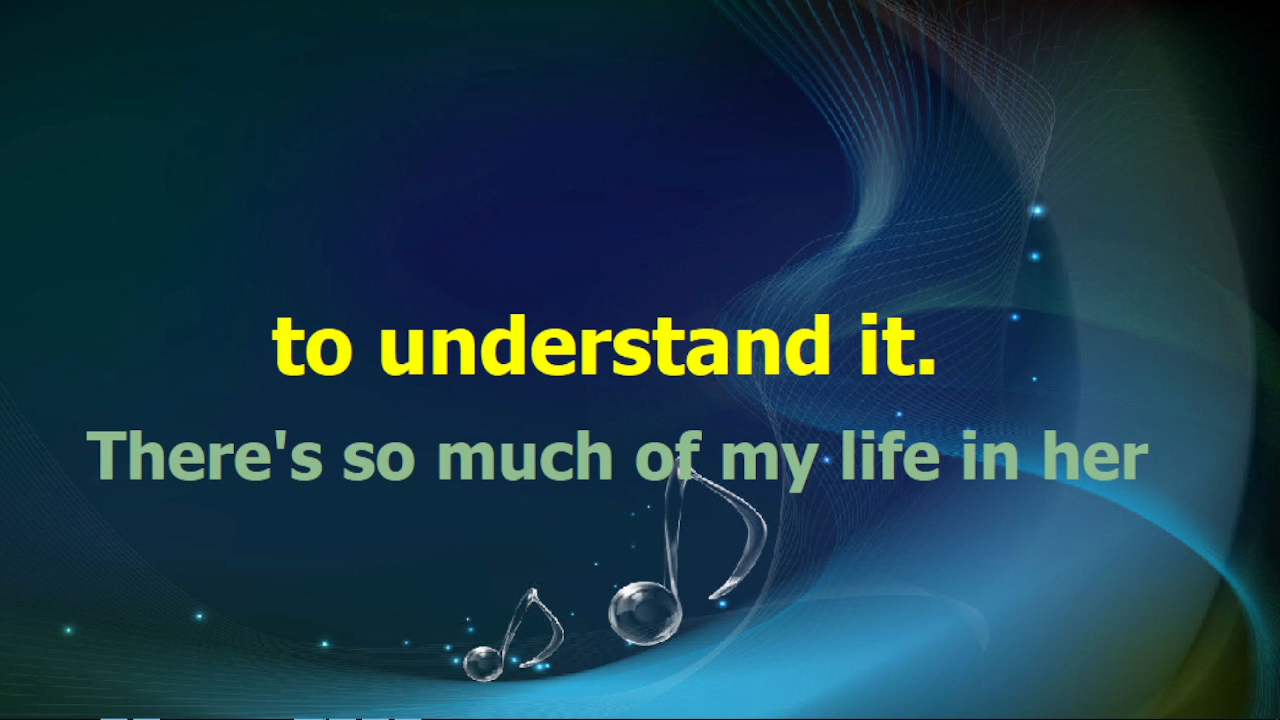 to understand it.
There's so much of my life in her